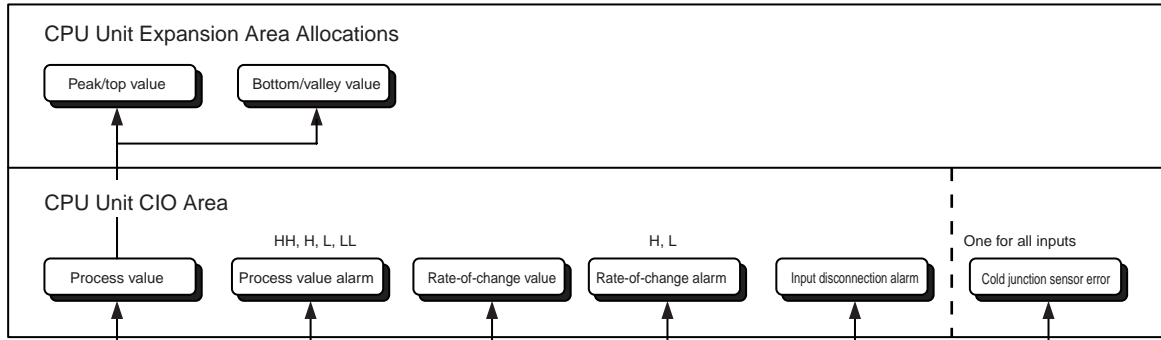 CPU Unit Expansion Area Allocations
Peak/top value
Bottom/valley value
CPU Unit CIO Area
HH, H, L, LL
H, L
One for all inputs
Process value
Process value alarm
Rate-of-change value
Rate-of-change alarm
Input disconnection alarm
Cold junction sensor error